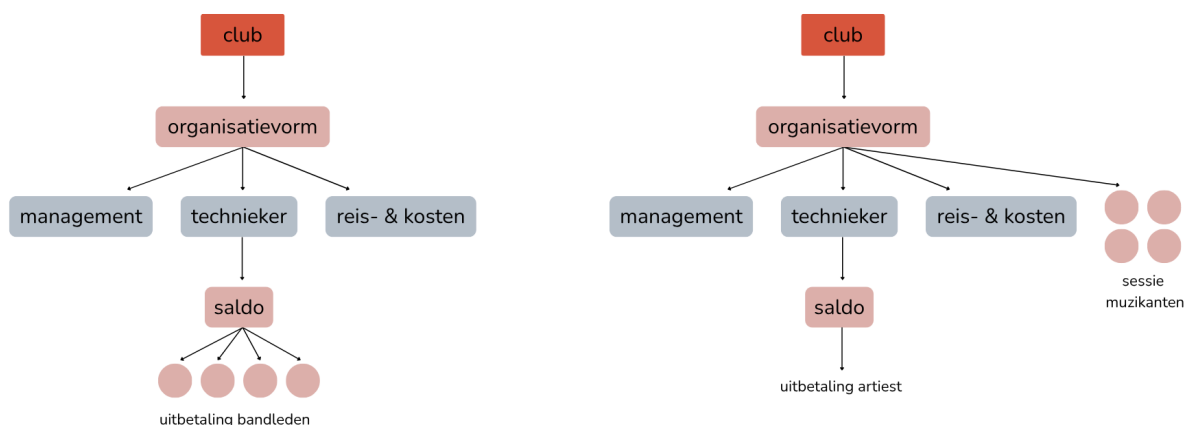 club
organisatievorm
management
technieker
reis- & kosten
saldo
uitbetaling bandleden
club
organisatievorm
management
technieker
reis- & kosten
sessie
muzikanten
saldo
uitbetaling artiest